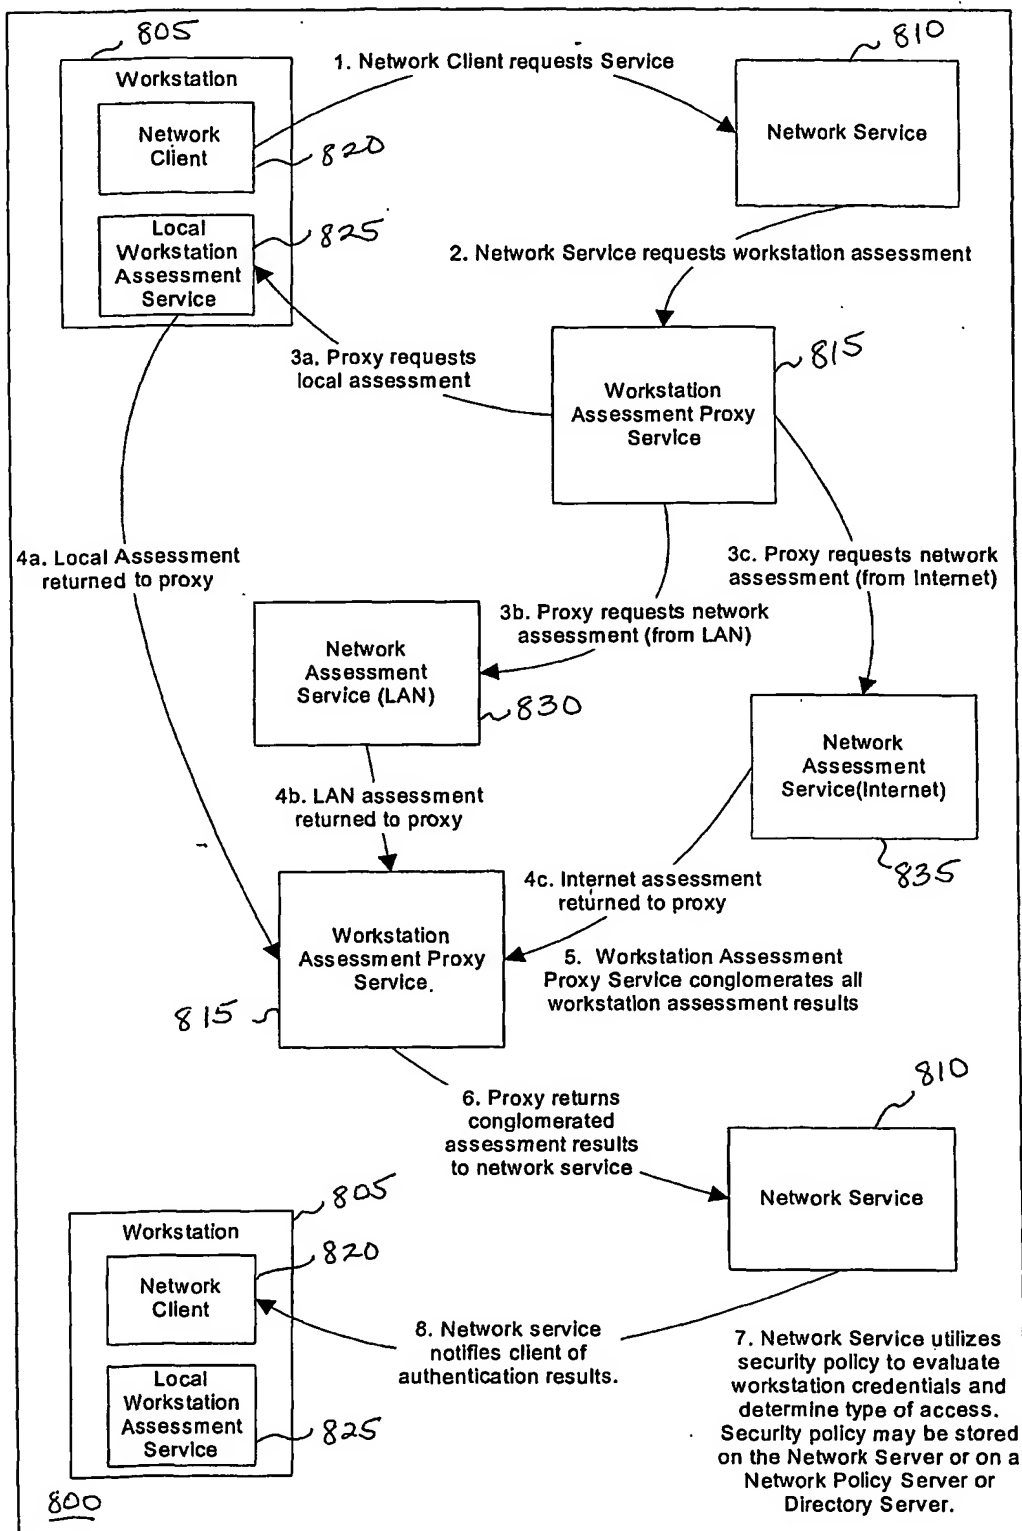 805
810
1. Network Client requests Service
Workstation
Network
Client
820
Network Service
Local
Workstation
Assessment
Service
825
2. Network Service requests workstation assessment
3a. Proxy requests
local assessment
815
Workstation
Assessment Proxy
Service
4a. Local Assessment
returned to proxy
3c. Proxy requests network
assessment (from Internet)
3b. Proxy requests network
assessment (from LAN)
Network
Assessment
Service (LAN)
830
Network
Assessment
Service(Internet)
835
4b. LAN assessment
returned to proxy
4c. Internet assessment
returned to proxy
Workstation
Assessment Proxy
Service.
815
5. Workstation Assessment
Proxy Service conglomerates all
workstation assessment results
6. Proxy returns
conglomerated
assessment results
to network service
810
Network Service
805
Workstation
820
Network
Client
8. Network service
notifies client of
authentication results.
Local
Workstation
Assessment
Service
825
7. Network Service utilizes
security policy to evaluate
workstation credentials and
determine type of access.
Security policy may be stored
on the Network Server or on a
Network Policy Server or
Directory Server.
800